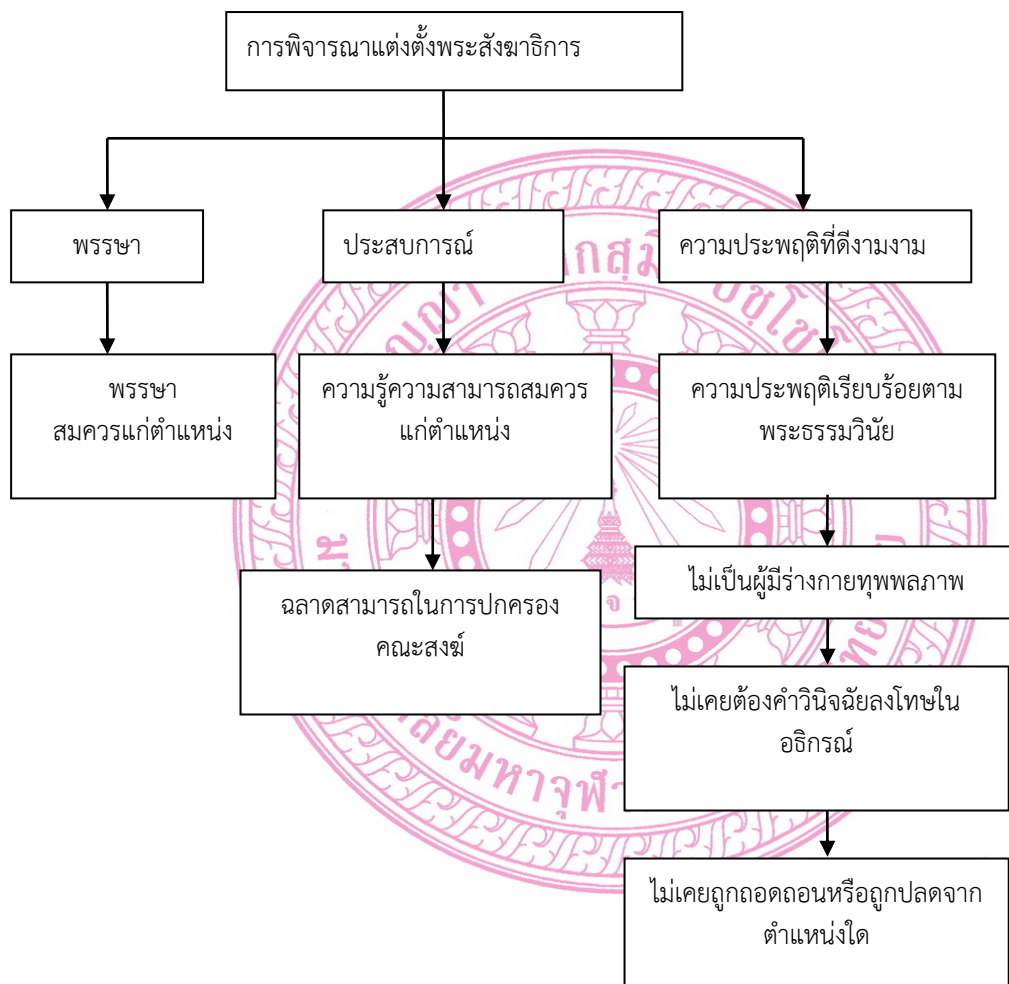 การพิจารณาแต่งตั้งพระสังฆาธิการ
พรรษา
ประสบการณ์
ความประพฤติที่ดีงามงาม
พรรษา
สมควรแก่ตำแหน่ง
ความรู้ความสามารถสมควร
แก่ตำแหน่ง
ความประพฤติเรียบร้อยตาม
พระธรรมวินัย
ฉลาดสามารถในการปกครอง
คณะสงฆ์
ไม่เป็นผู้มีร่างกายทุพพลภาพ
ไม่เคยต้องคำวินิจฉัยลงโทษใน
อธิกรณ์
ไม่เคยถูกถอดถอนหรือถูกปลดจาก
ตำแหน่งใด